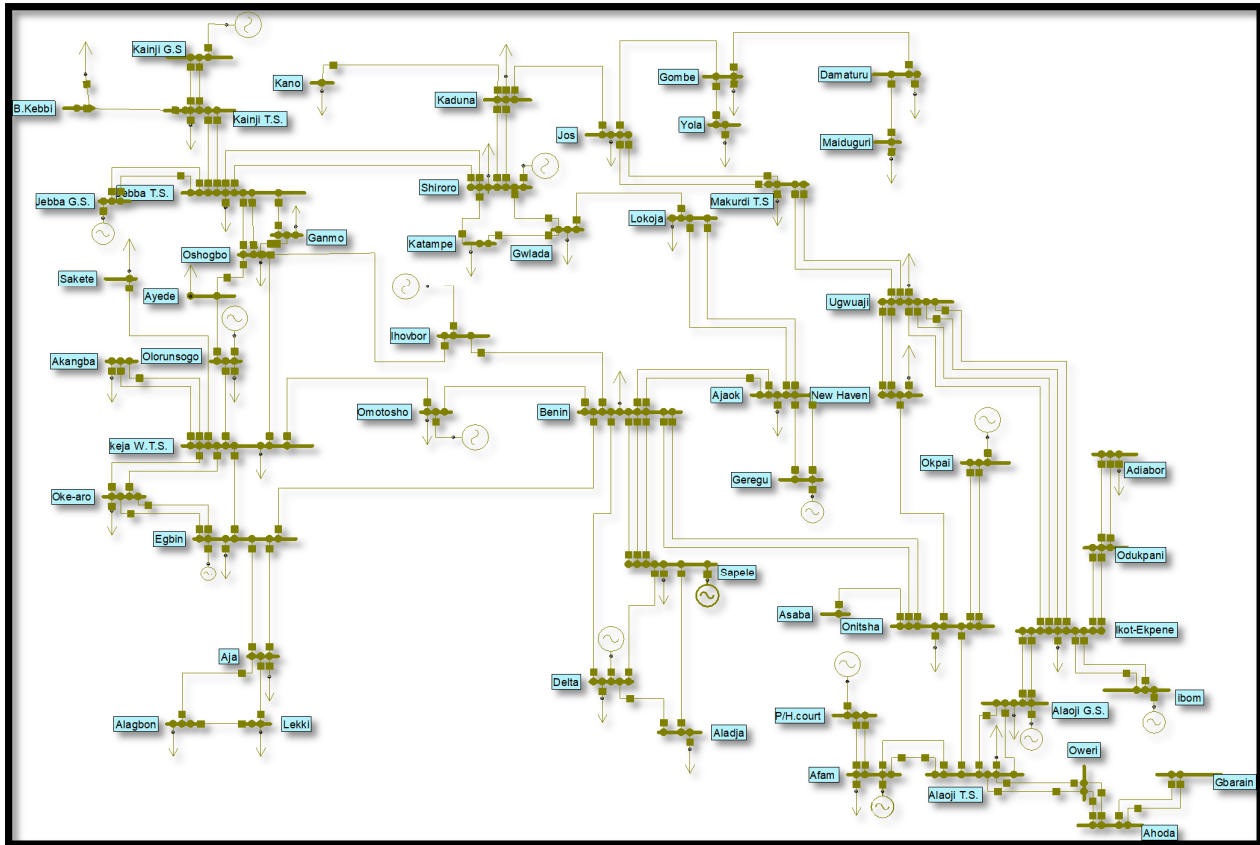 Kainji G.S
Kano
Kaduna
Gombe
Damaturu
B.Kebbi
Kainji T.S.
Jos
Yola
Maiduguri
Jebba G.S.
Jebba T.S.
Shiroro
Makurdi T.S
Ganmo
Katampe
Gwlada
Lokoja
Oshogbo
Sakete
Ayede
Ugwuaji
Ihovbor
Akangba
Olorunsogo
Omotosho
Benin
Ajaok
New Haven
keja W.T.S.
Okpai
Adiabor
Geregu
Oke-aro
Egbin
Odukpani
Sapele
Asaba
Onitsha
Ikot-Ekpene
Aja
Delta
ibom
Alagbon
Lekki
P/H.court
Alaoji G.S.
Aladja
Oweri
Afam
Alaoji T.S.
Gbarain
Ahoda